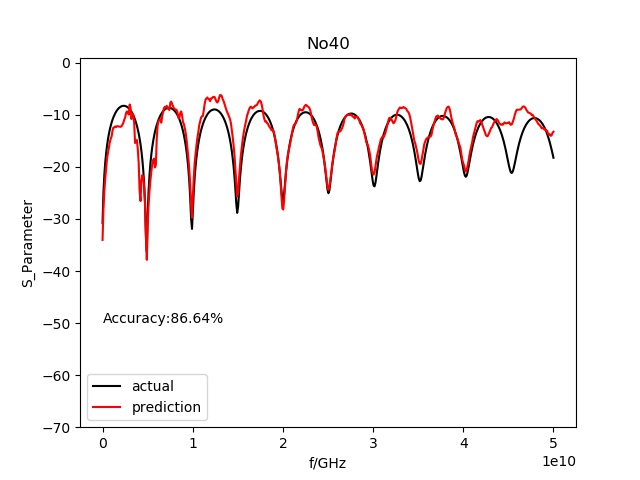 No40
0
−10
−20
−30
−40
−50
−60
−70
S_Parameter
Accuracy:86.64%
actual
prediction
0 1 2 3 4 5
1e10
f/GHz